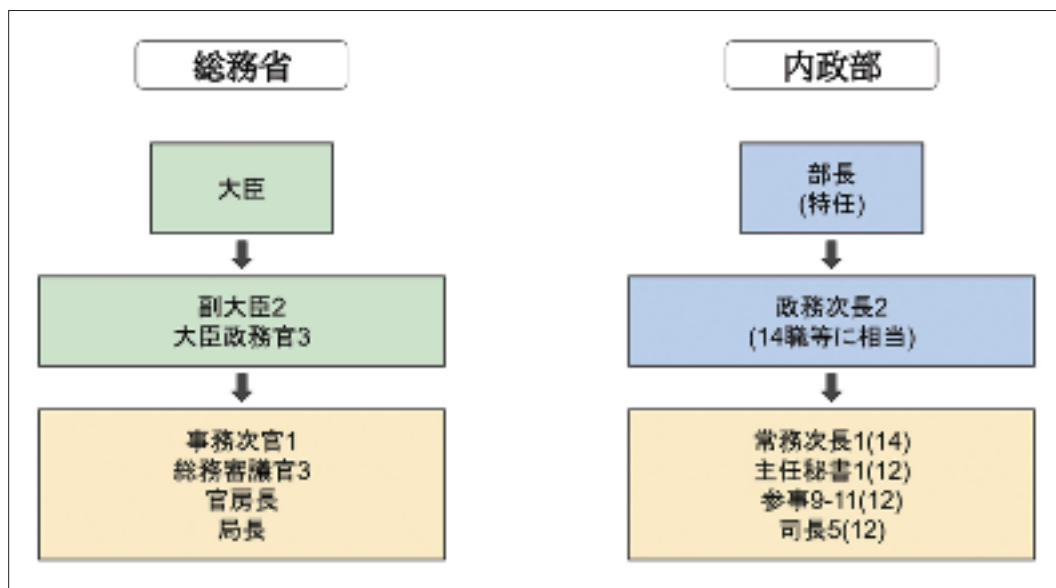 総務省
大臣
副大臣2
大臣政務官3
事務次官1
総務審議官3
官房長
局長
内政部
部長
(特任)
政務次長2
(14職等に相当)
常務次長1(14)
主任秘書1(12)
参事9-11(12)
司長5(12)